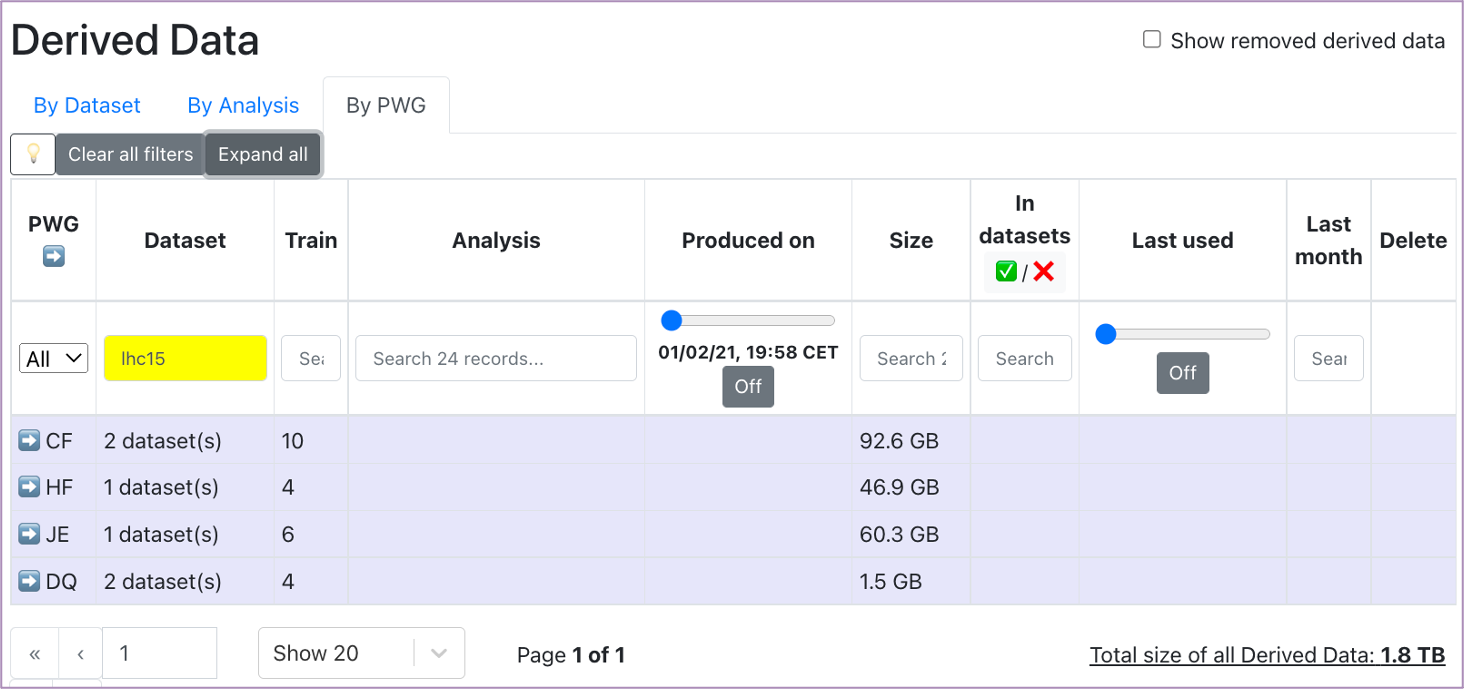 Derived Data
Show removed derived data
By Dataset By Analysis By PWG
Clear all filters Expand all
PWG Dataset Train Analysis Produced on Size In datasets / Last used Last month Delete
All lhc15 Sea Search 24 records... 01/02/21, 19:58 CET Off Search 2 Search Off Sear
CF 2 dataset(s) 10 92.6 GB
HF 1 dataset(s) 4 46.9 GB
JE 1 dataset(s) 6 60.3 GB
DQ 2 dataset(s) 4 1.5 GB
« ‹ 1 Show 20 Page 1 of 1 Total size of all Derived Data: 1.8 TB